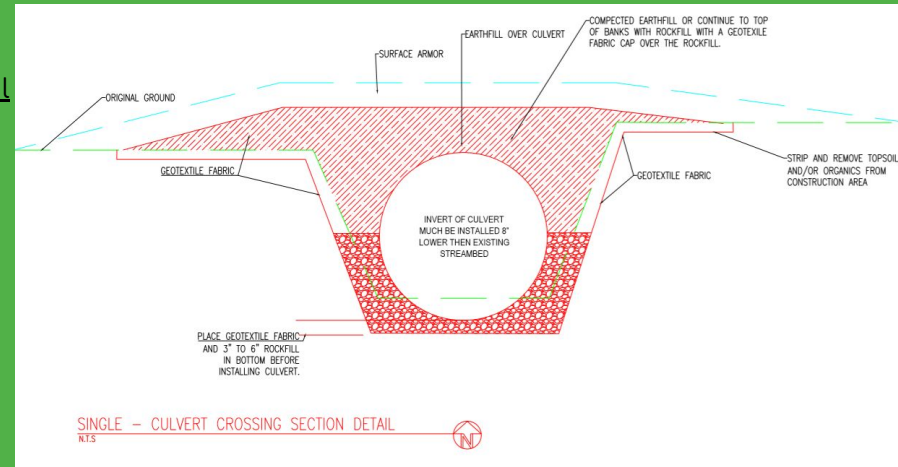 COMPECTED EARTHFILL OR CONTINUE TO TOP
OF BANKS WITH ROCKFILL WITH A GEOTEXILE
FABRIC CAP OVER THE ROCKFILL.
EARTHFILL OVER CULVERT
SURFACE ARMOR
ORIGINAL GROUND
GEOTEXTILE FABRIC
STRIP AND REMOVE TOPSOIL
AND/OR ORGANICS FROM
CONSTRUCTION AREA
GEOTEXTILE FABRIC
INVERT OF CULVERT
MUCH BE INSTALLED 8"
LOWER THEN EXISTING
STREAMBED
PLACE GEOTEXTILE FABRIC
AND 3" TO 6" ROCKFILL
IN BOTTOM BEFORE
INSTALLING CULVERT.
SINGLE - CULVERT CROSSING SECTION DETAIL
N.T.S
N